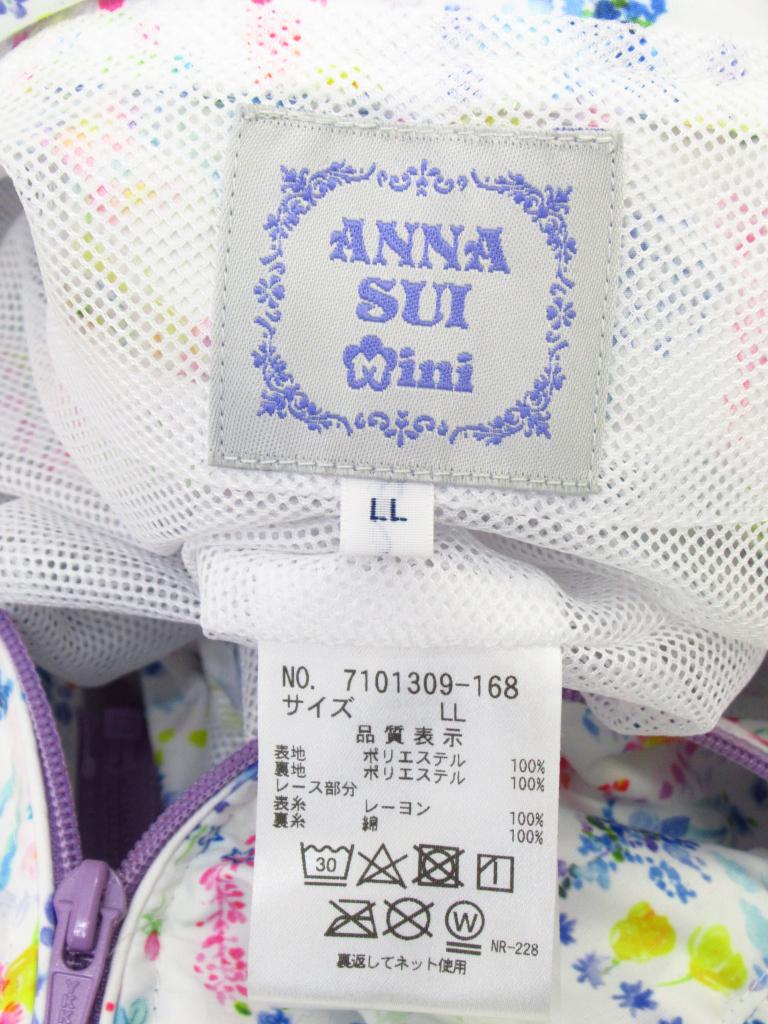 ANNA
SUI
mini
LL
NO. 7101309-168
サイズ LL
品質表示
表地 ポリエステル 100%
裏地 ポリエステル 100%
レース部分
表糸 レーヨン 100%
裏糸 綿 100%
30
W
NR-228
裏返してネット使用
YKK